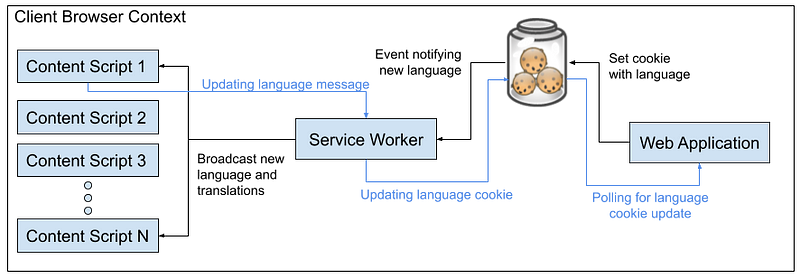 Client Browser Context
Content Script 1
Content Script 2
Content Script 3
Content Script N
Updating language message
Broadcast new
language and
translations
Service Worker
Event notifying
new language
Updating language cookie
Set cookie
with language
Web Application
Polling for language
cookie update